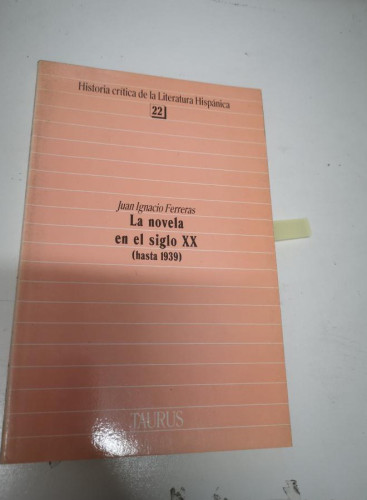 Historia crítica de la Literatura Hispánica
22
Juan Ignacio Ferreras
La novela
en el siglo XX
(hasta 1939)
TAURUS